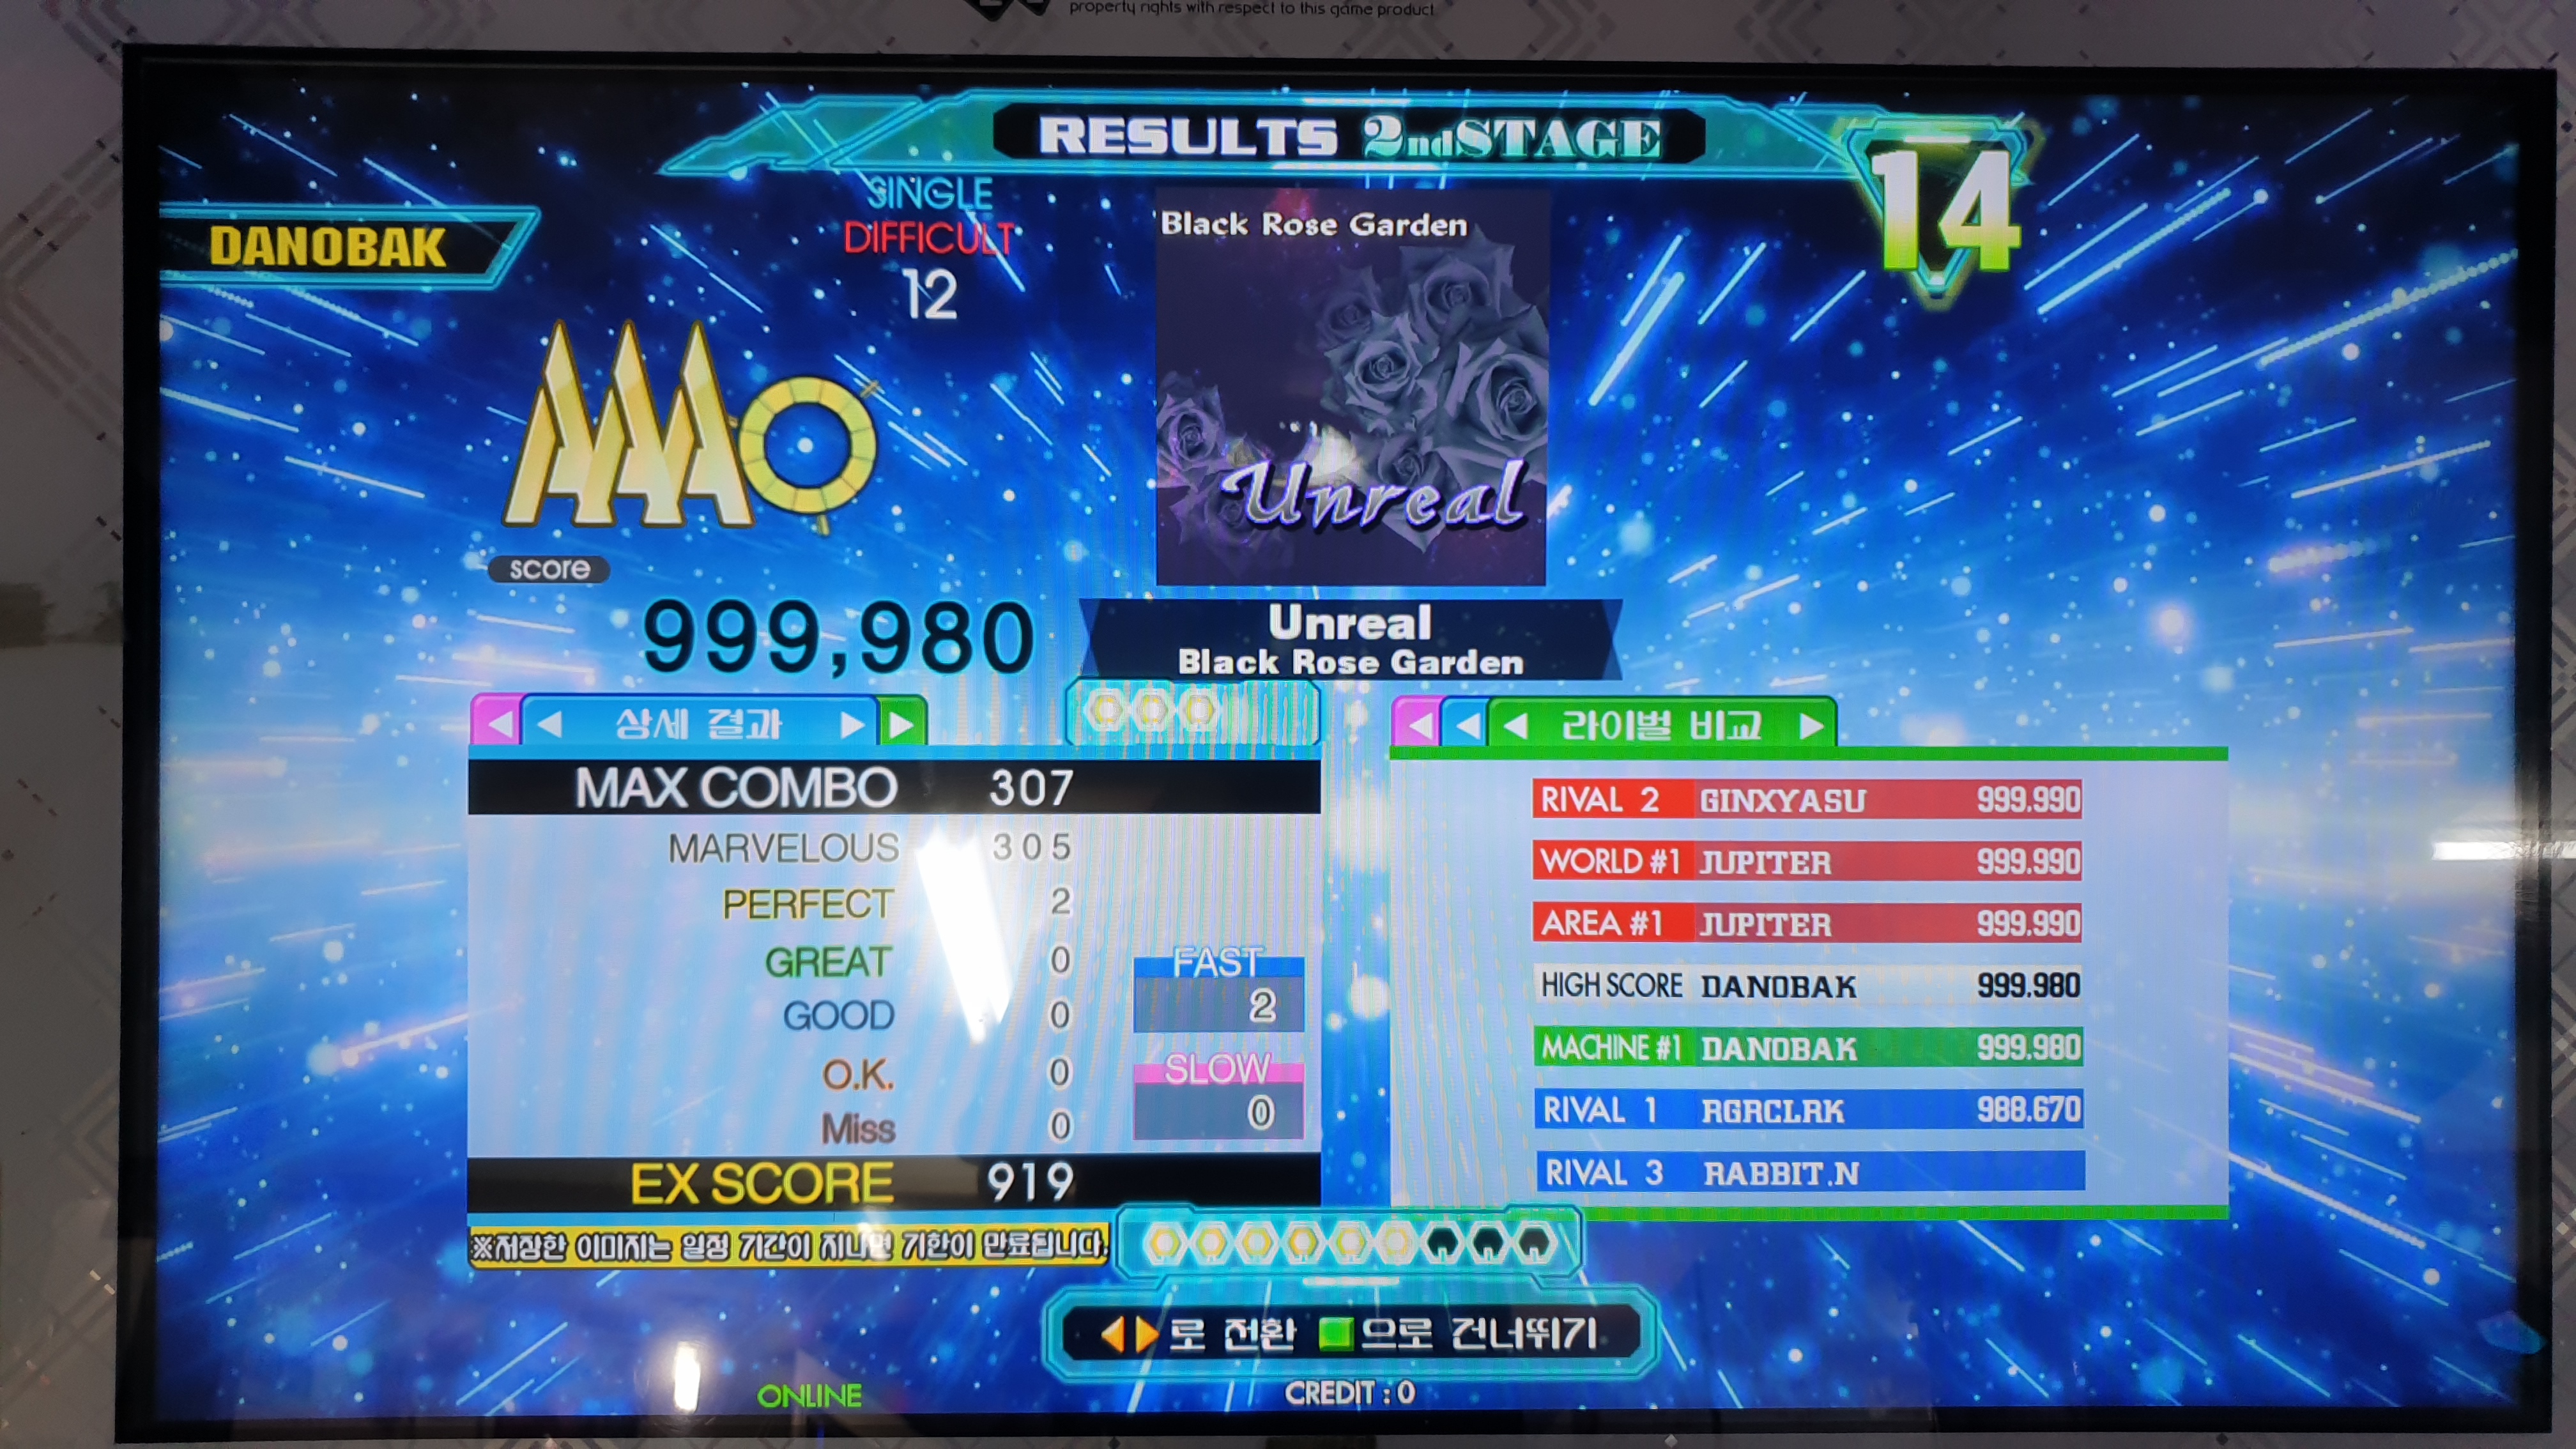 property rights with respect to this game product
RESULTS 2nd STAGE
14
DANOBAK
SINGLE
DIFFICULT
12
AAA
Black Rose Garden
Unreal
score
999,980
Unreal
Black Rose Garden
상세 결과
MAX COMBO 307
MARVELOUS 305
PERFECT 2
GREAT 0
GOOD 0
O.K. 0
Miss 0
FAST
2
SLOW
0
EX SCORE 919
※저장한 이미지는 일정 기간이 지나면 기한이 만료됩니다.
라이벌 비교
RIVAL 2 GINXYASU 999.990
WORLD #1 JUPITER 999.990
AREA #1 JUPITER 999.990
HIGH SCORE DANOBAK 999.980
MACHINE #1 DANOBAK 999.980
RIVAL 1 RGRCLRK 988.670
RIVAL 3 RABBIT.N
로 전환 으로 건너뛰기
ONLINE
CREDIT : 0